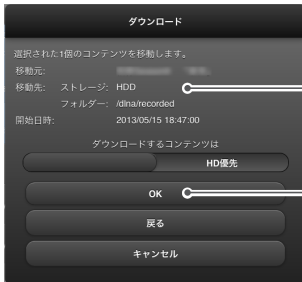 ダウンロード
選択された1個のコンテンツを移動します。
移動元:
移動先: ストレージ: HDD
フォルダー: /dlna/recorded
開始日時: 2013/05/15 18:47:00
ダウンロードするコンテンツは
HD優先
OK
戻る
キャンセル